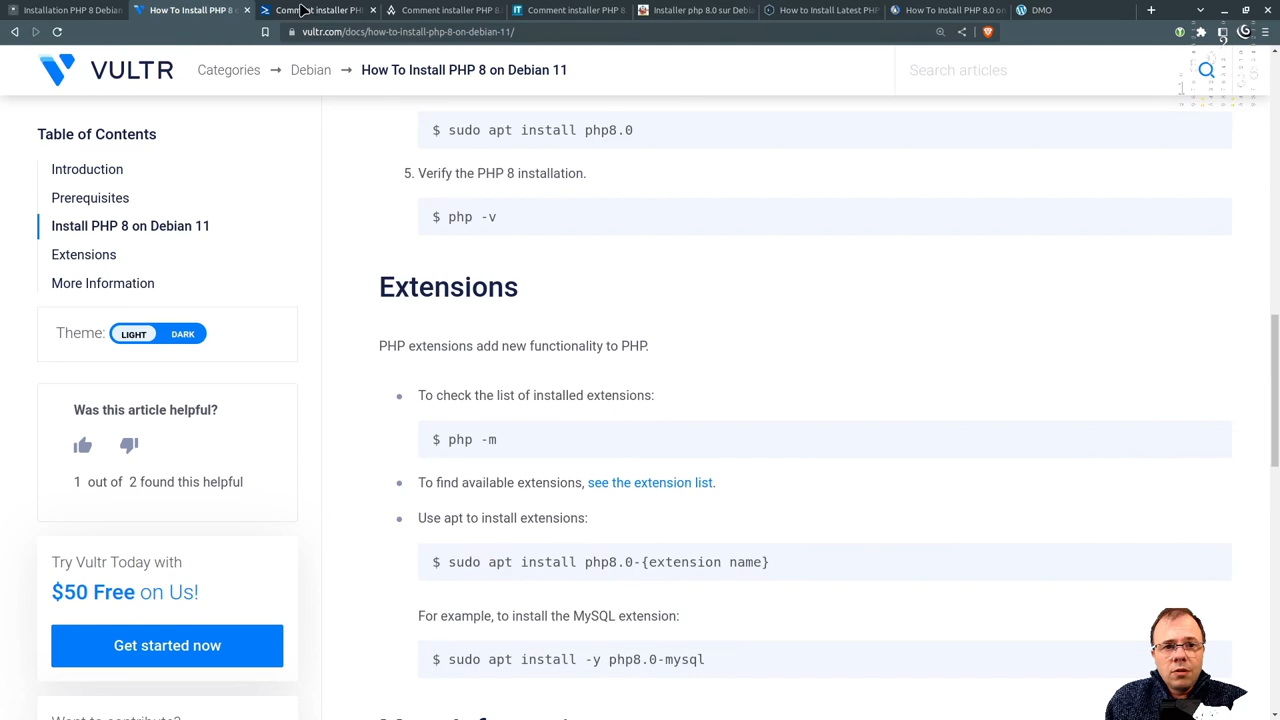 Installation PHP 8 Debian
How To Install PHP 8 o
Comment installer PHP
Comment installer PHP 8.
Comment installer PHP 8.
Installer php 8.0 sur De
How to Install Latest PH
How To Install PHP 8.0 on
DMO
vultr.com/docs/how-to-install-php-8-on-debian-11/
VULTR
Categories → Debian → How To Install PHP 8 on Debian 11
Search articles
Table of Contents
Introduction
Prerequisites
Install PHP 8 on Debian 11
Extensions
More Information
Theme: LIGHT DARK
Was this article helpful?
1 out of 2 found this helpful
Try Vultr Today with
$50 Free on Us!
Get started now
$ sudo apt install php8.0
5. Verify the PHP 8 installation.
$ php -v
Extensions
PHP extensions add new functionality to PHP.
To check the list of installed extensions:
$ php -m
To find available extensions, see the extension list.
Use apt to install extensions:
$ sudo apt install php8.0-{extension name}
For example, to install the MySQL extension:
$ sudo apt install -y php8.0-mysql